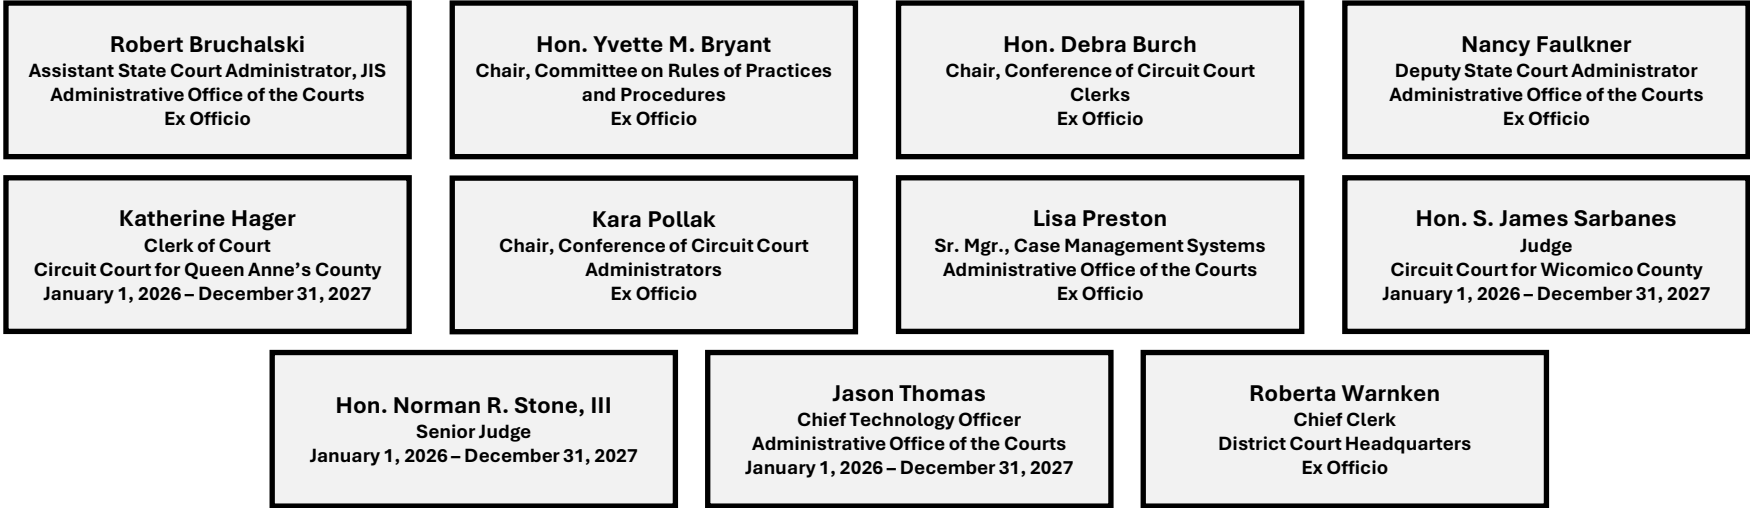 Robert Bruchalski
Assistant State Court Administrator, JIS
Administrative Office of the Courts
Ex Officio
Hon. Yvette M. Bryant
Chair, Committee on Rules of Practices
and Procedures
Ex Officio
Hon. Debra Burch
Chair, Conference of Circuit Court
Clerks
Ex Officio
Nancy Faulkner
Deputy State Court Administrator
Administrative Office of the Courts
Ex Officio
Katherine Hager
Clerk of Court
Circuit Court for Queen Anne’s County
January 1, 2026 – December 31, 2027
Kara Pollak
Chair, Conference of Circuit Court
Administrators
Ex Officio
Lisa Preston
Sr. Mgr., Case Management Systems
Administrative Office of the Courts
Ex Officio
Hon. S. James Sarbanes
Judge
Circuit Court for Wicomico County
January 1, 2026 – December 31, 2027
Hon. Norman R. Stone, III
Senior Judge
January 1, 2026 – December 31, 2027
Jason Thomas
Chief Technology Officer
Administrative Office of the Courts
January 1, 2026 – December 31, 2027
Roberta Warnken
Chief Clerk
District Court Headquarters
Ex Officio